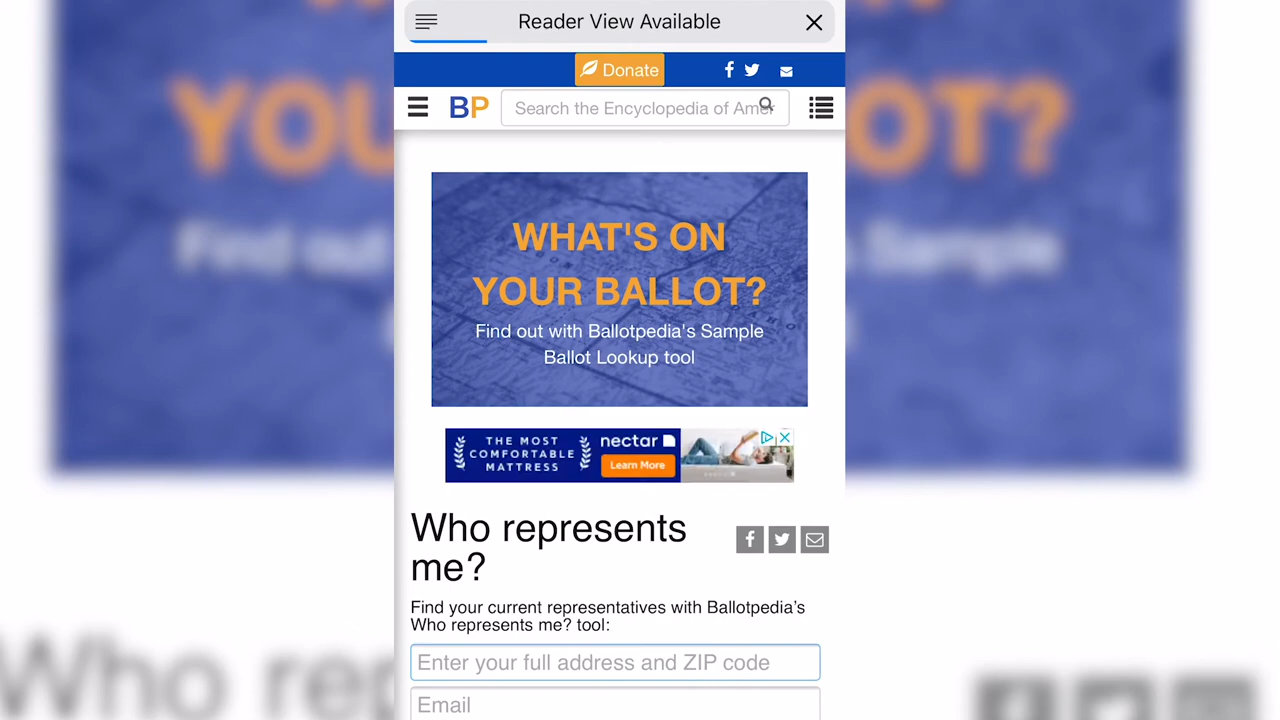 Reader View Available
Donate
BP
Search the Encyclopedia of Amer
WHAT'S ON
YOUR BALLOT?
Find out with Ballotpedia's Sample
Ballot Lookup tool
THE MOST
COMFORTABLE
MATTRESS
nectar
Learn More
Who represents
me?
Find your current representatives with Ballotpedia’s
Who represents me? tool:
Enter your full address and ZIP code
Email